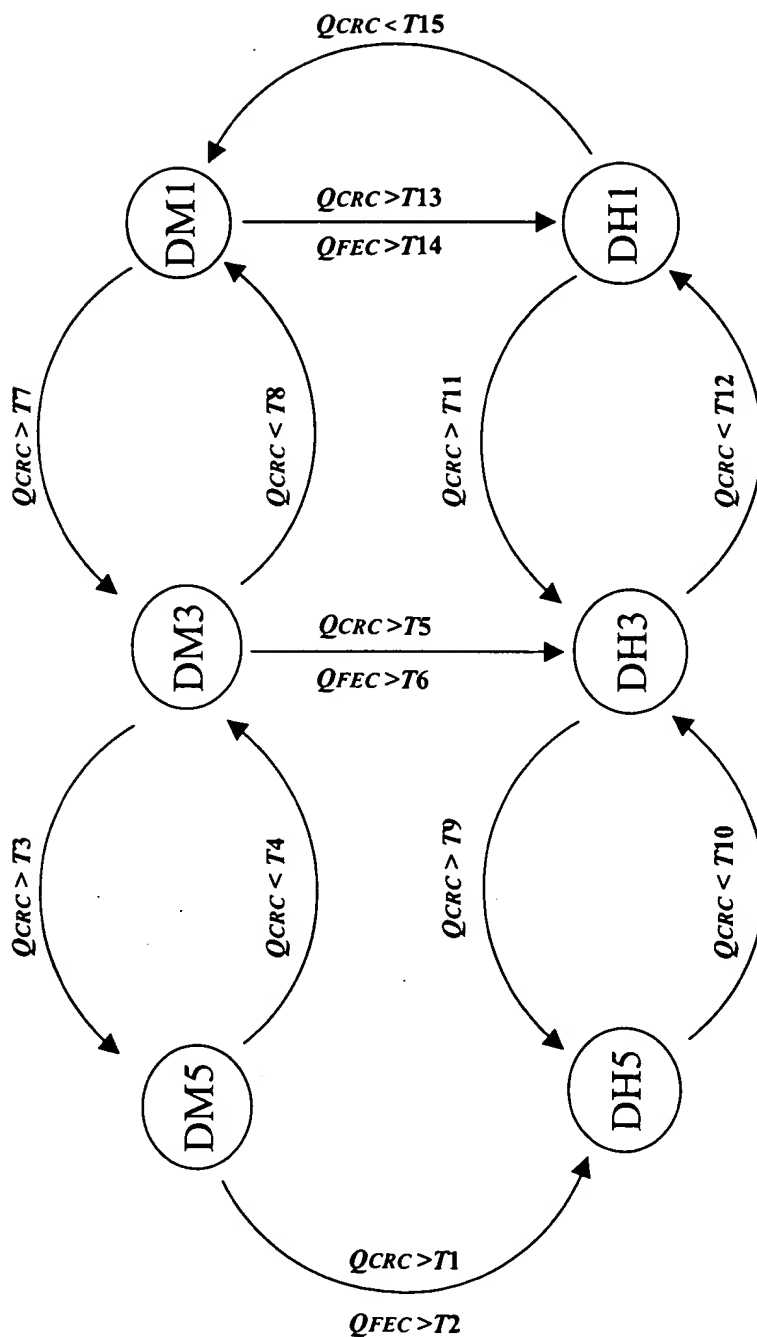 QCRC < T15
DM1
QCRC >T13
QFEC >T14
DH1
QCRC > T7
QCRC < T8
QCRC > T11
QCRC < T12
DM3
QCRC >T5
QFEC >T6
DH3
QCRC > T3
QCRC < T4
QCRC > T9
QCRC < T10
DM5
DH5
QCRC >T1
QFEC >T2